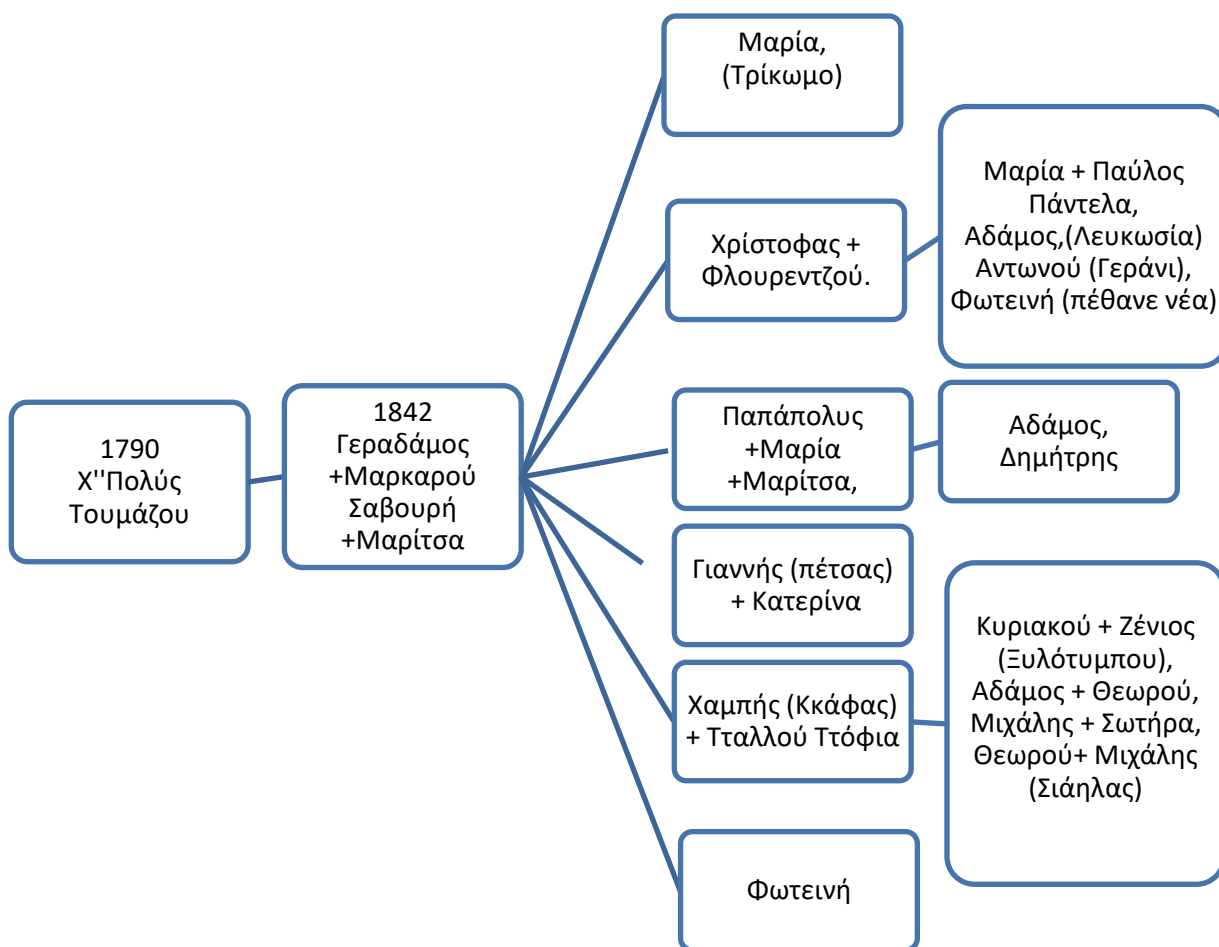 1790
Χ''Πολύς
Τουμάζου
1842
Γεραδάμος
+Μαρκαρού
Σαβουρή
+Μαρίτσα
Μαρία,
(Τρίκωμο)
Χρίστοφας +
Φλουρεντζού.
Μαρία + Παύλος
Πάντελα,
Αδάμος,(Λευκωσία)
Αντωνού (Γεράνι),
Φωτεινή (πέθανε νέα)
Παπάπολυς
+Μαρία
+Μαρίτσα,
Αδάμος,
Δημήτρης
Γιαννής (πέτσας)
+ Κατερίνα
Χαμπής (Κκάφας)
+ Τταλλού Ττόφια
Κυριακού + Ζένιος
(Ξυλότυμπου),
Αδάμος + Θεωρού,
Μιχάλης + Σωτήρα,
Θεωρού+ Μιχάλης
(Σιάηλας)
Φωτεινή